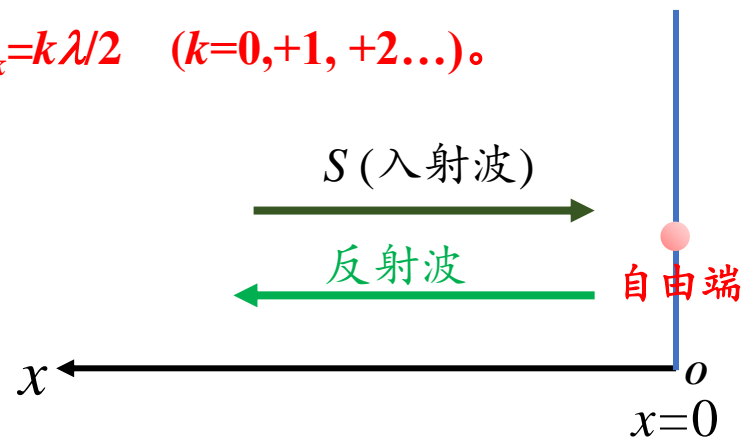 k=kλ/2 (k=0,+1, +2…)。
S (入射波)
反射波
自由端
x
o
x=0